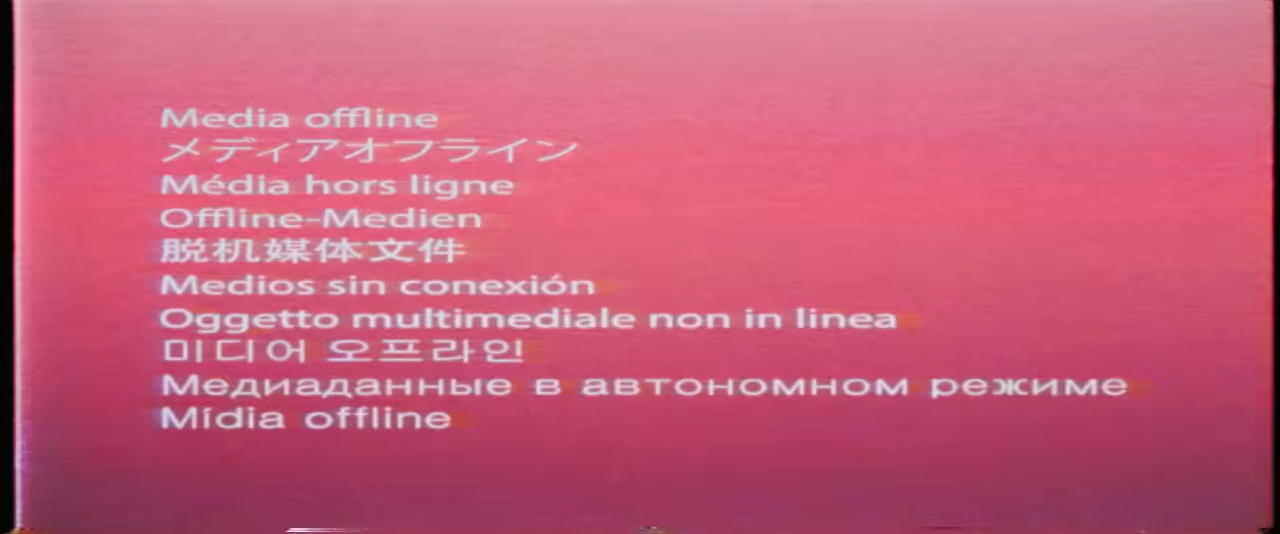 Media offline
メディアオフライン
Média hors ligne
Offline-Medien
脱机媒体文件
Medios sin conexión
Oggetto multimediale non in linea
미디어 오프라인
Медиаданные в автономном режиме
Mídia offline